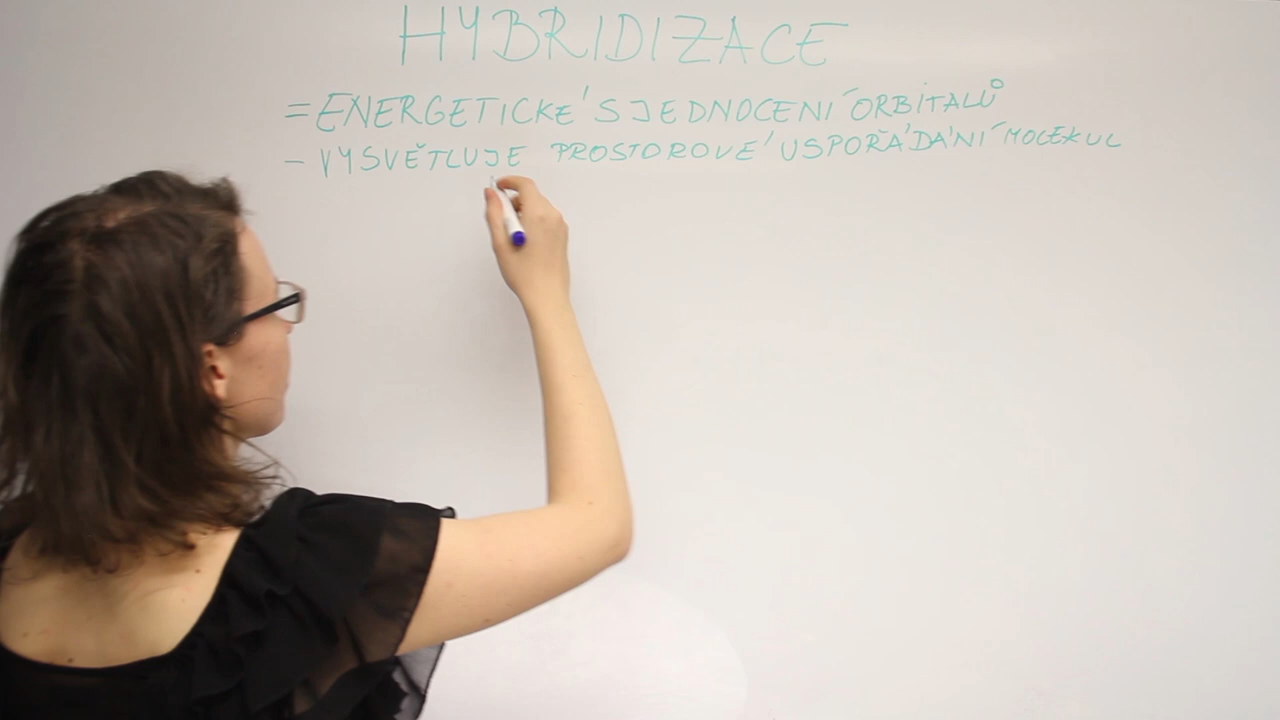 HYBRIDIZACE
= ENERGETICKÉ SJEDNOCENÍ ORBITALŮ
- VYSVĚTLUJE PROSTOROVÉ USPOŘÁDÁNÍ MOLEKUL